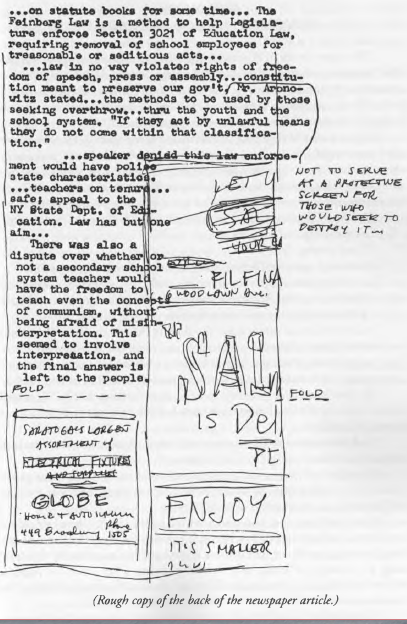 ...on statute books for some time... The
Feinberg Law is a method to help Legisla-
ture enforce Section 3021 of Education Law,
requiring removal of school employees for
treasonable or seditious acts...
...law in no way violates rights of free-
dom of speech, press or assembly...constitu-
tion meant to preserve our gov't, Mr. Arono-
witz stated...the methods to be used by those
seeking overthrow...thru the youth and the
school system. "If they act by unlawful means
they do not come within that classifica-
tion."
...speaker denied this law enforce-
ment would have police
state characteristics.
...teachers on tenure...
safe; appeal to the
NY State Dept. of Edu-
cation. Law has but one
aim...
There was also a
dispute over whether or
not a secondary school
system teacher would
have the freedom to
teach even the concepts
of communism, without
being afraid of misin-
terpretation. This
seemed to involve
interpretation, and
the final answer is
left to the people.
FOLD
NOT TO SERVE
AS A PROTECTIVE
SCREEN FOR
THOSE WHO
WOULD SEEK TO
DESTROY IT...
LET U
SAL
YOUR
PILFINA
WOODLAWN Ave.
SAL
IS Del
PE
FOLD
SARATOGA'S LARGEST
ASSORTMENT of
ELECTRICAL FIXTURES
AND SUPPLIES
GLOBE
HOME + AUTO
449 Broadway Phone
1505
ENJOY
IT'S SMALLER
(Rough copy of the back of the newspaper article.)